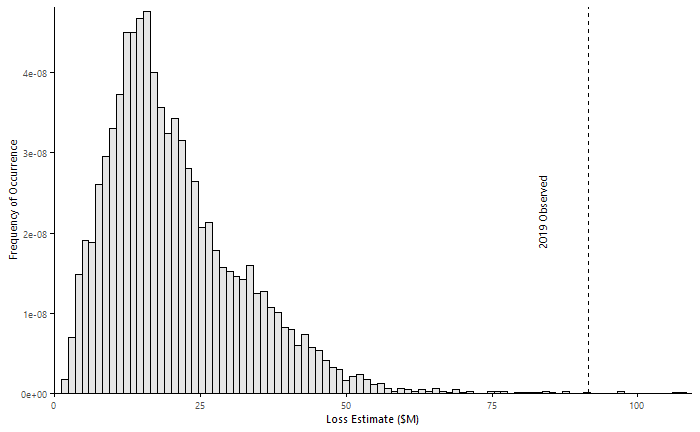 Frequency of Occurrence
4e-08
3e-08
2e-08
1e-08
0e+00
2019 Observed
0
25
50
75
100
Loss Estimate ($M)